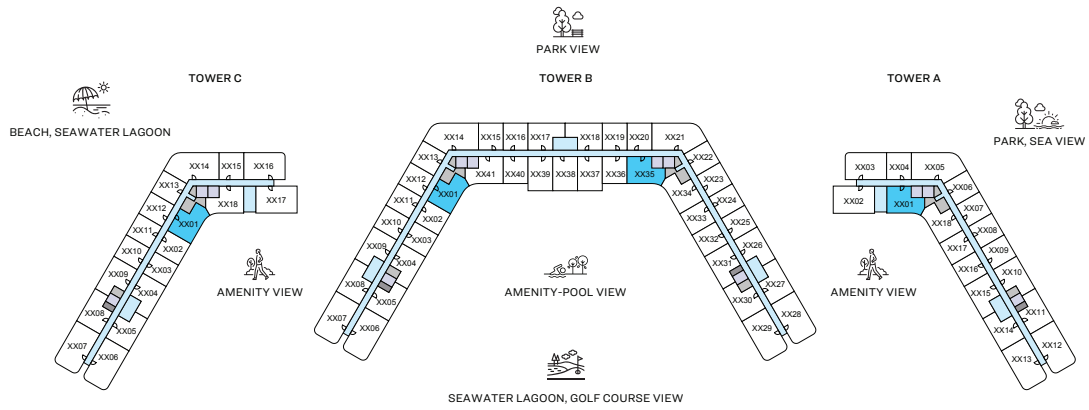 PARK VIEW
TOWER C
TOWER B
TOWER A
BEACH, SEAWATER LAGOON
PARK, SEA VIEW
XX14 XX15 XX16
XX13
XX01
XX18 XX17
XX12
XX11
XX10
XX09
XX08
XX07
XX02
XX03
XX04
XX05
XX06
AMENITY VIEW
XX14 XX15 XX16 XX17 XX18 XX19 XX20 XX21
XX13
XX41 XX40 XX39 XX38 XX37 XX36 XX35
XX22
XX12
XX01
XX34
XX23
XX11
XX02
XX33
XX24
XX10
XX03
XX32
XX25
XX09
XX04
XX31
XX26
XX08
XX05
XX30
XX27
XX07
XX06
XX29
XX28
AMENITY-POOL VIEW
SEAWATER LAGOON, GOLF COURSE VIEW
XX03 XX04 XX05
XX02 XX01
XX06
XX18
XX07
XX17
XX08
XX16
XX09
XX15
XX10
XX14
XX11
XX13
XX12
AMENITY VIEW